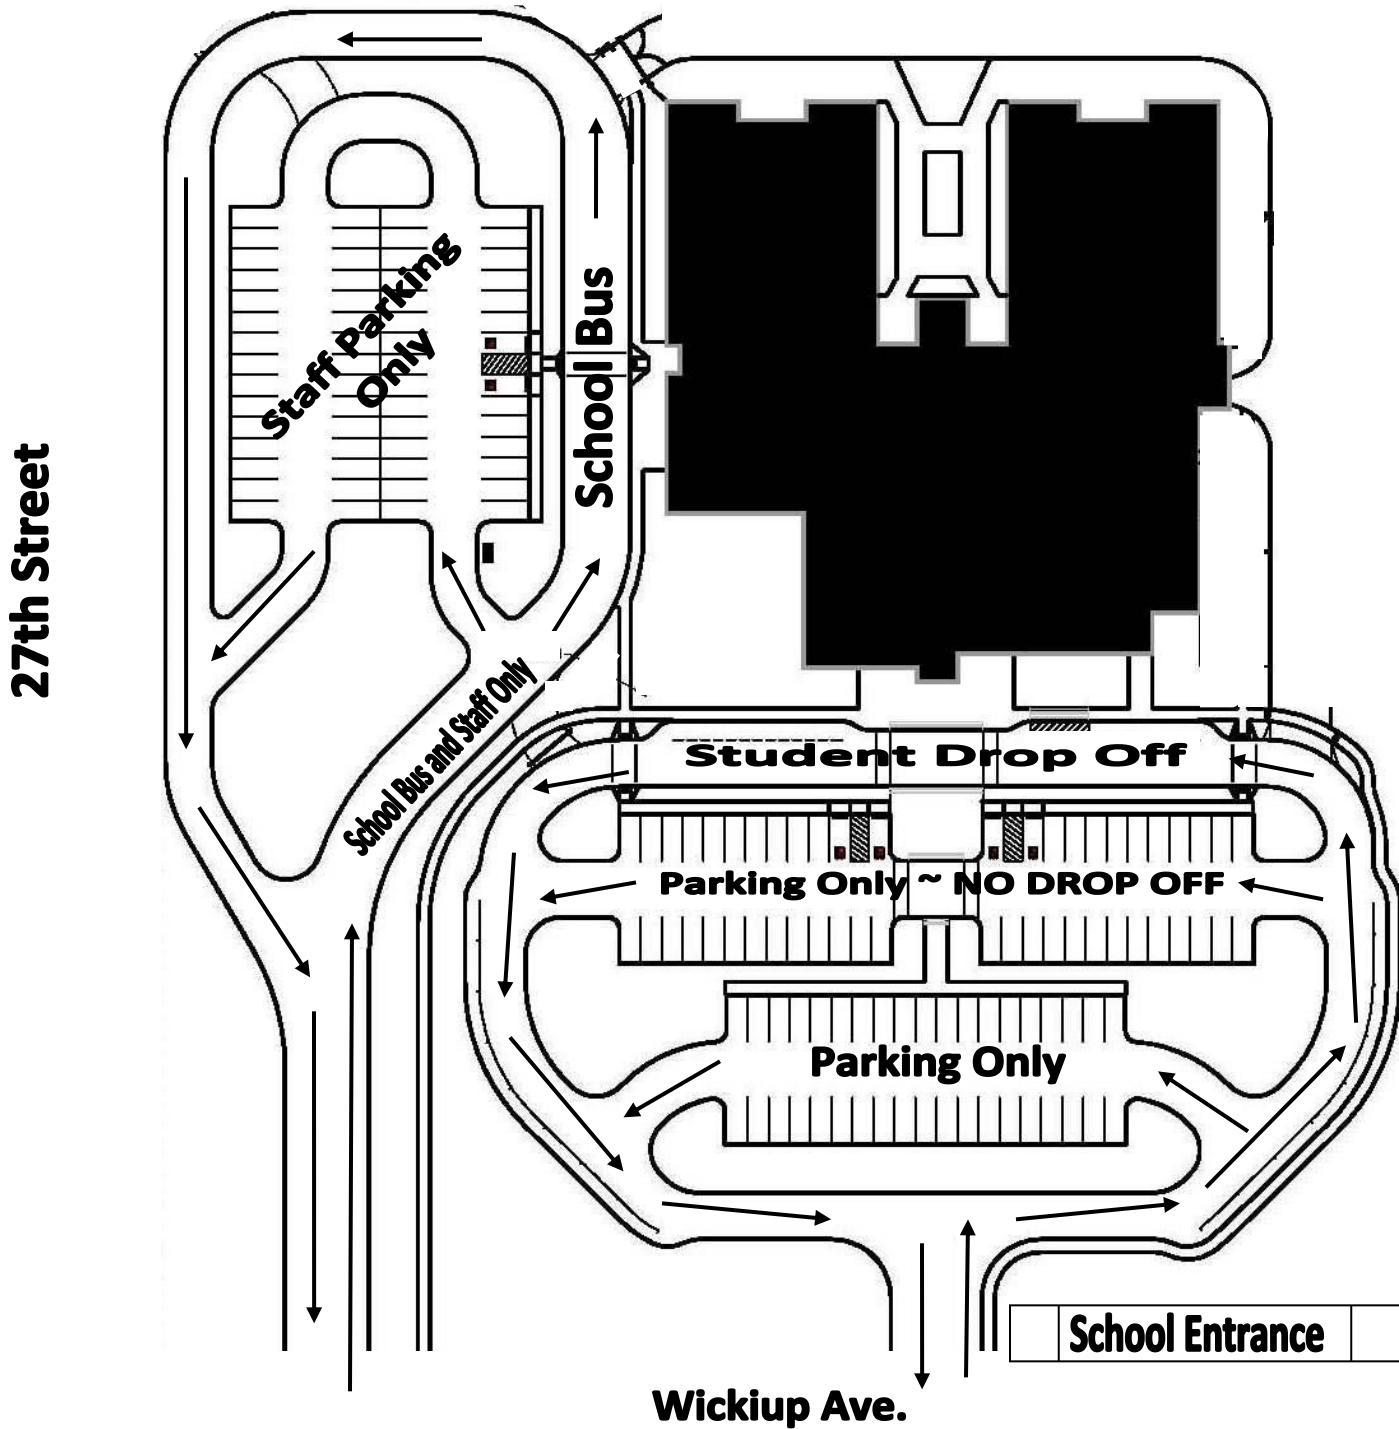 Staff Parking
Only
School Bus
27th Street
School Bus and Staff Only
Student Drop Off
Parking Only ~ NO DROP OFF
Parking Only
School Entrance
Wickiup Ave.